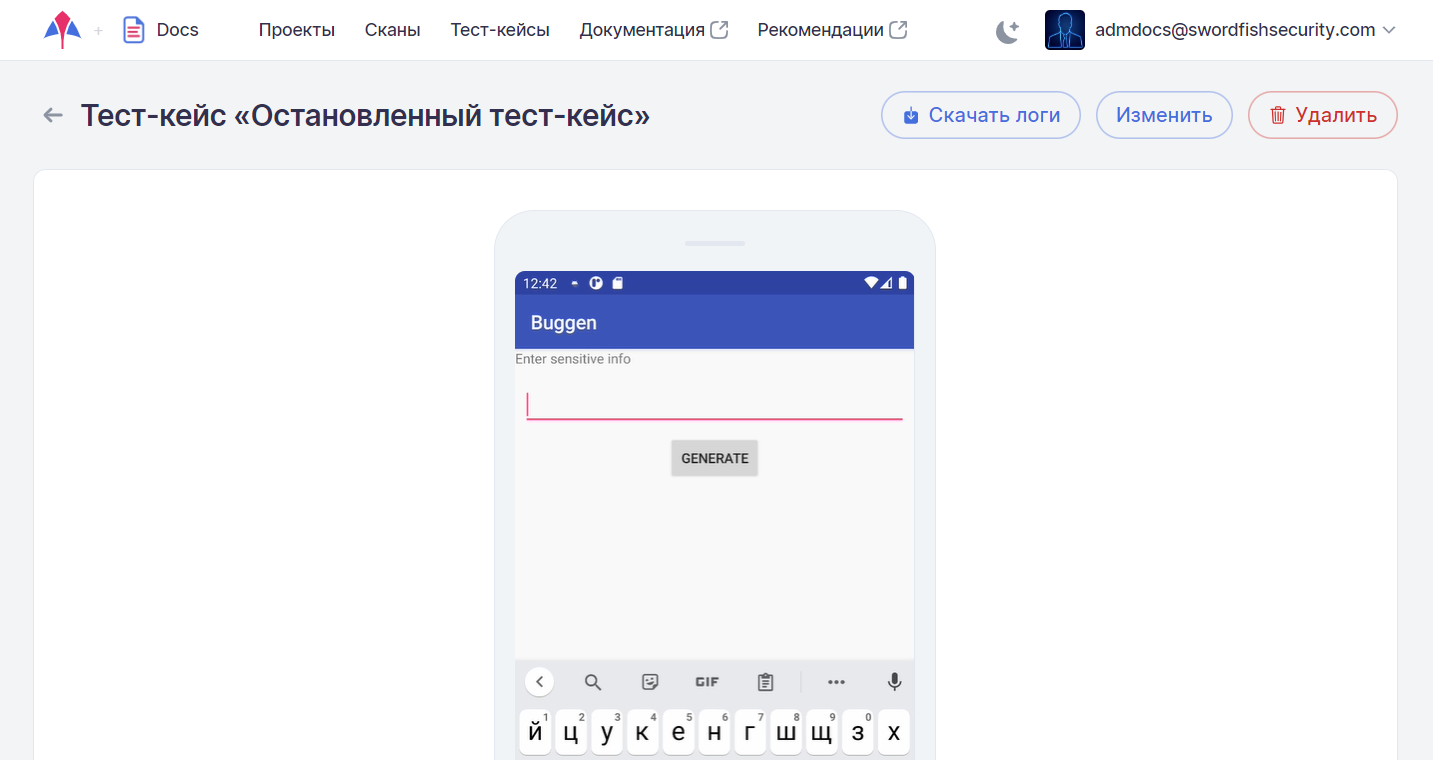 Docs Проекты Сканы Тест-кейсы Документация Рекомендации admdocs@swordfishsecurity.com
Тест-кейс «Остановленный тест-кейс» Скачать логи Изменить Удалить
12:42
Buggen
Enter sensitive info
GENERATE
GIF
1 2 3 4 5 6 7 8 9 0
й ц у к е н г ш щ з х